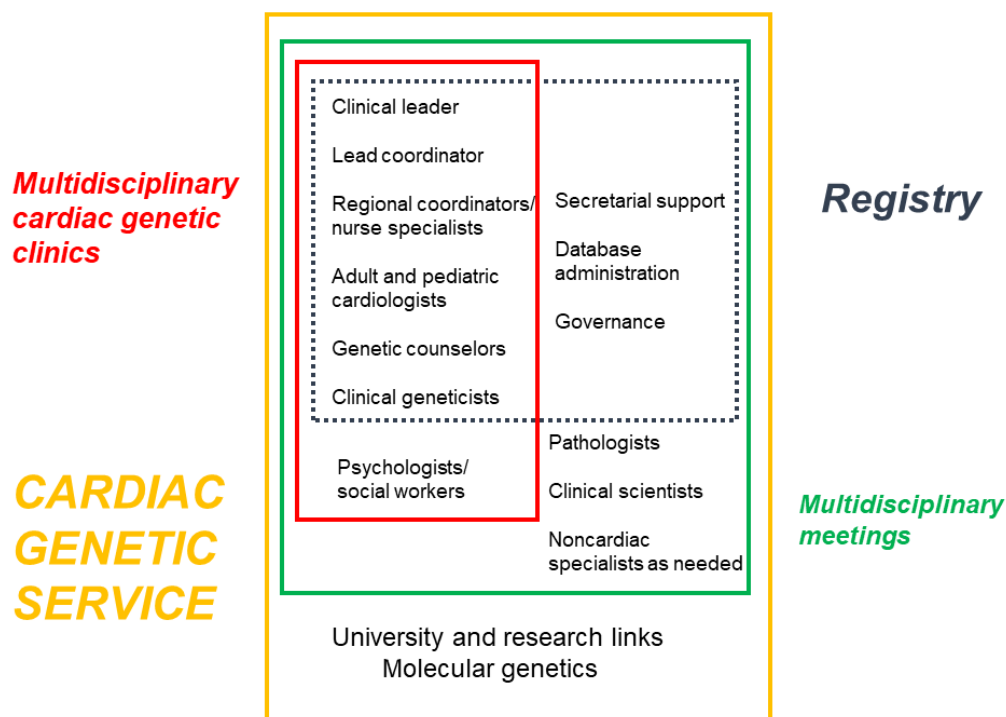 Multidisciplinary
cardiac genetic
clinics
CARDIAC
GENETIC
SERVICE
Clinical leader
Lead coordinator
Regional coordinators/
nurse specialists
Adult and pediatric
cardiologists
Genetic counselors
Clinical geneticists
Psychologists/
social workers
Secretarial support
Database
administration
Governance
Pathologists
Clinical scientists
Noncardiac
specialists as needed
University and research links
Molecular genetics
Registry
Multidisciplinary
meetings